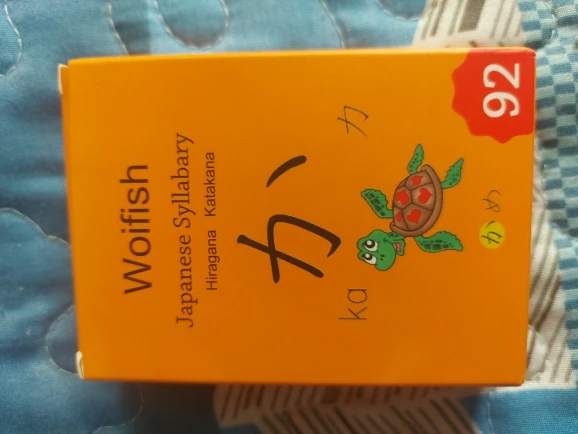 Woifish
Japanese Syllabary
Hiragana Katakana
か
ka
カ
かめ
92